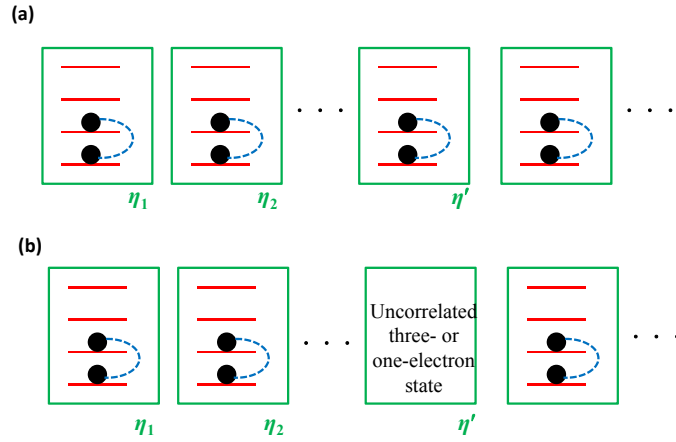 (a)
. . .
. . .
η1
η2
η′
(b)
Uncorrelated
three- or
one-electron
state
. . .
. . .
η1
η2
η′